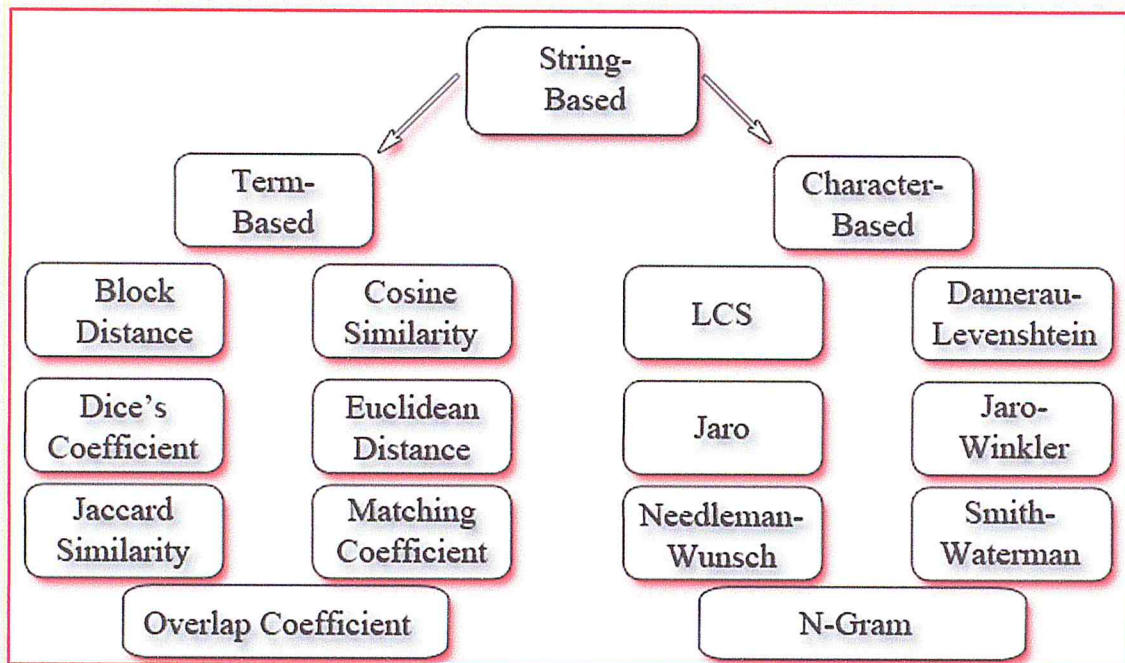 String-
Based
Term-
Based
Character-
Based
Block
Distance
Cosine
Similarity
LCS
Damerau-
Levenshtein
Dice's
Coefficient
Euclidean
Distance
Jaro
Jaro-
Winkler
Jaccard
Similarity
Matching
Coefficient
Needleman-
Wunsch
Smith-
Waterman
Overlap Coefficient
N-Gram